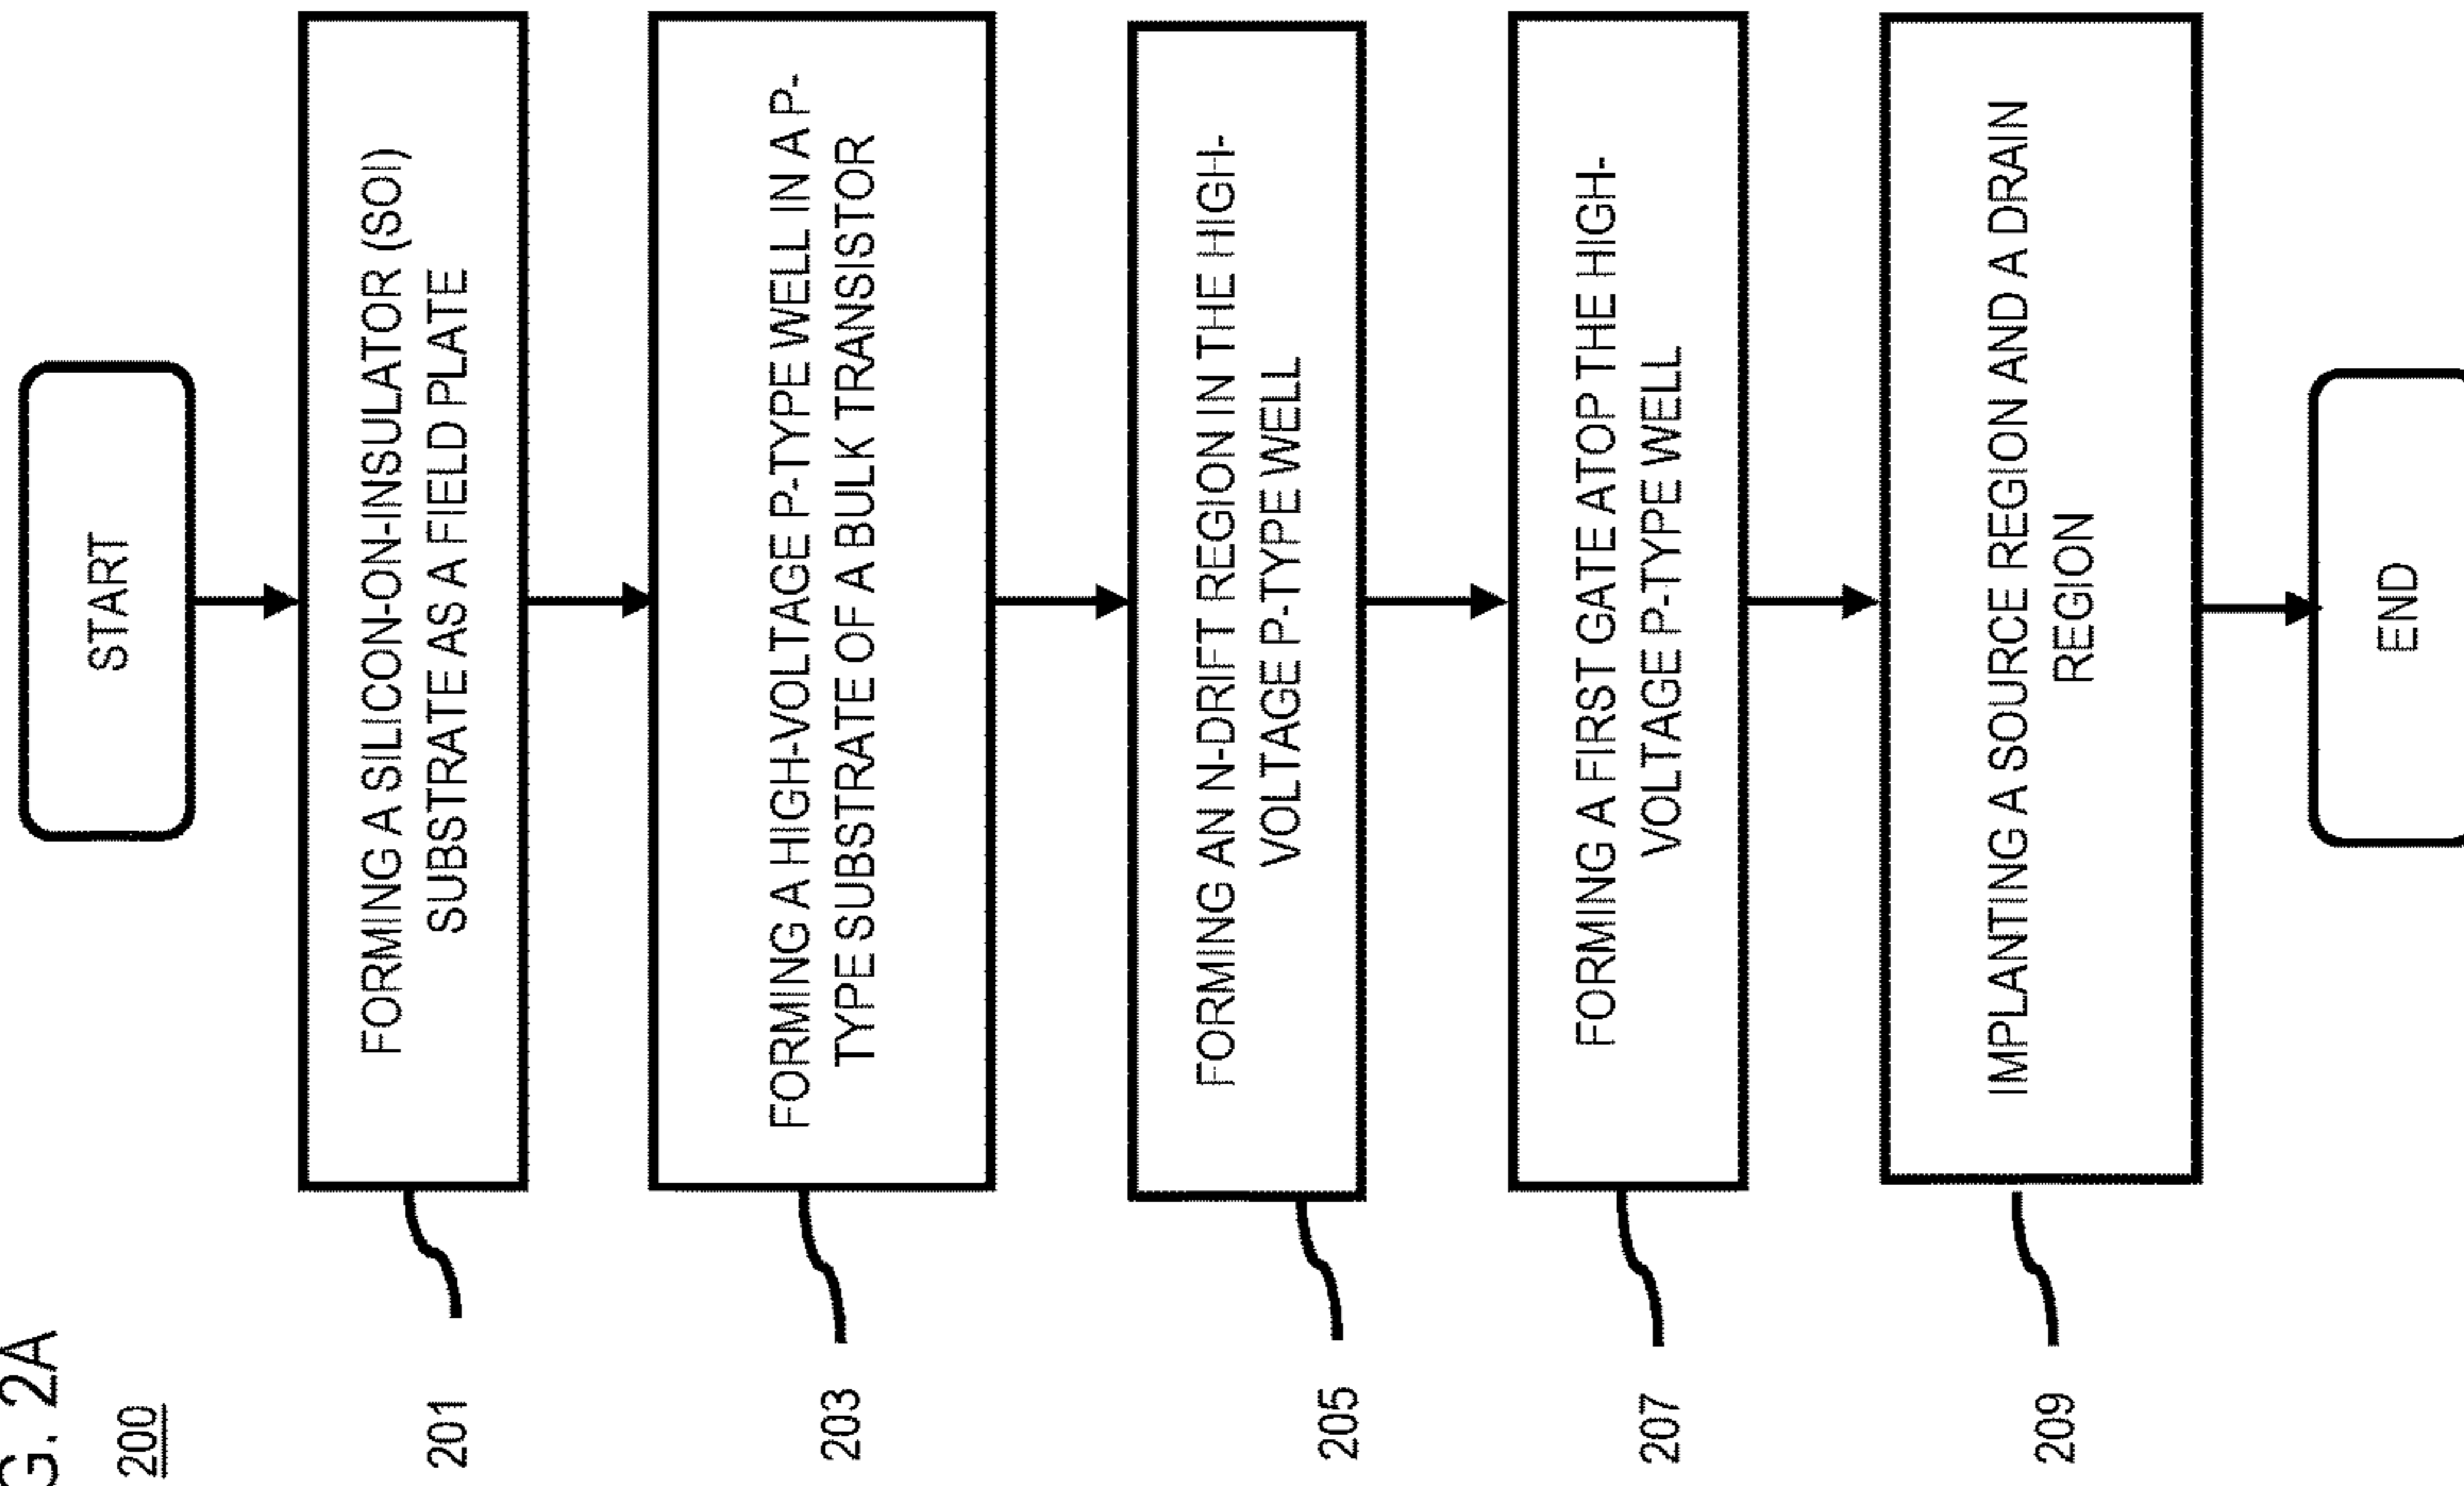 G. 2A
200
START
201
FORMING A SILICON-ON-INSULATOR (SOI)
SUBSTRATE AS A FIELD PLATE
203
FORMING A HIGH-VOLTAGE P-TYPE WELL IN A P-
TYPE SUBSTRATE OF A BULK TRANSISTOR
205
FORMING AN N-DRIFT REGION IN THE HIGH-
VOLTAGE P-TYPE WELL
207
FORMING A FIRST GATE ATOP THE HIGH-
VOLTAGE P-TYPE WELL
209
IMPLANTING A SOURCE REGION AND A DRAIN
REGION
END